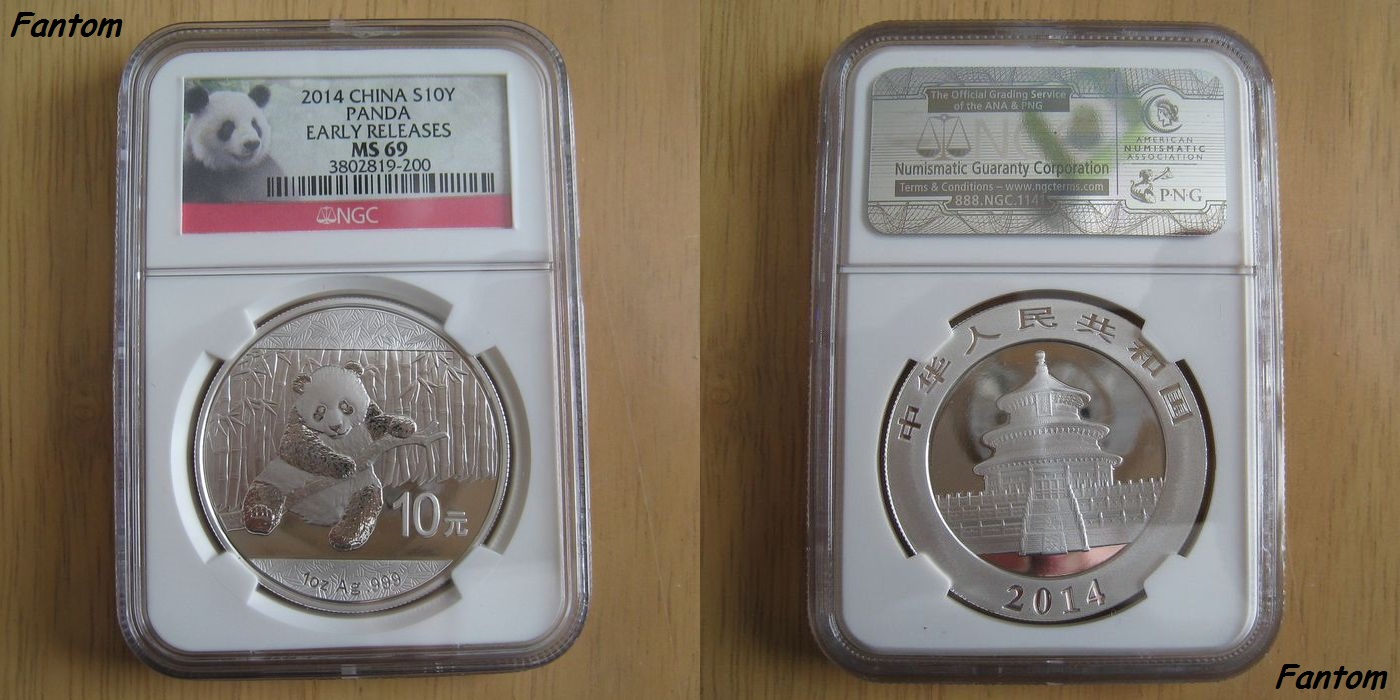 Fantom
2014 CHINA S10Y
PANDA
EARLY RELEASES
MS 69
3802819-200
NGC
10元
1oz Ag .999
The Official Grading Service
of the ANA & PNG
NGC
Numismatic Guaranty Corporation
Terms & Conditions – www.ngcterms.com
888.NGC.1141
AMERICAN
NUMISMATIC
ASSOCIATION
P·N·G
中华人民共和国
2014
Fantom